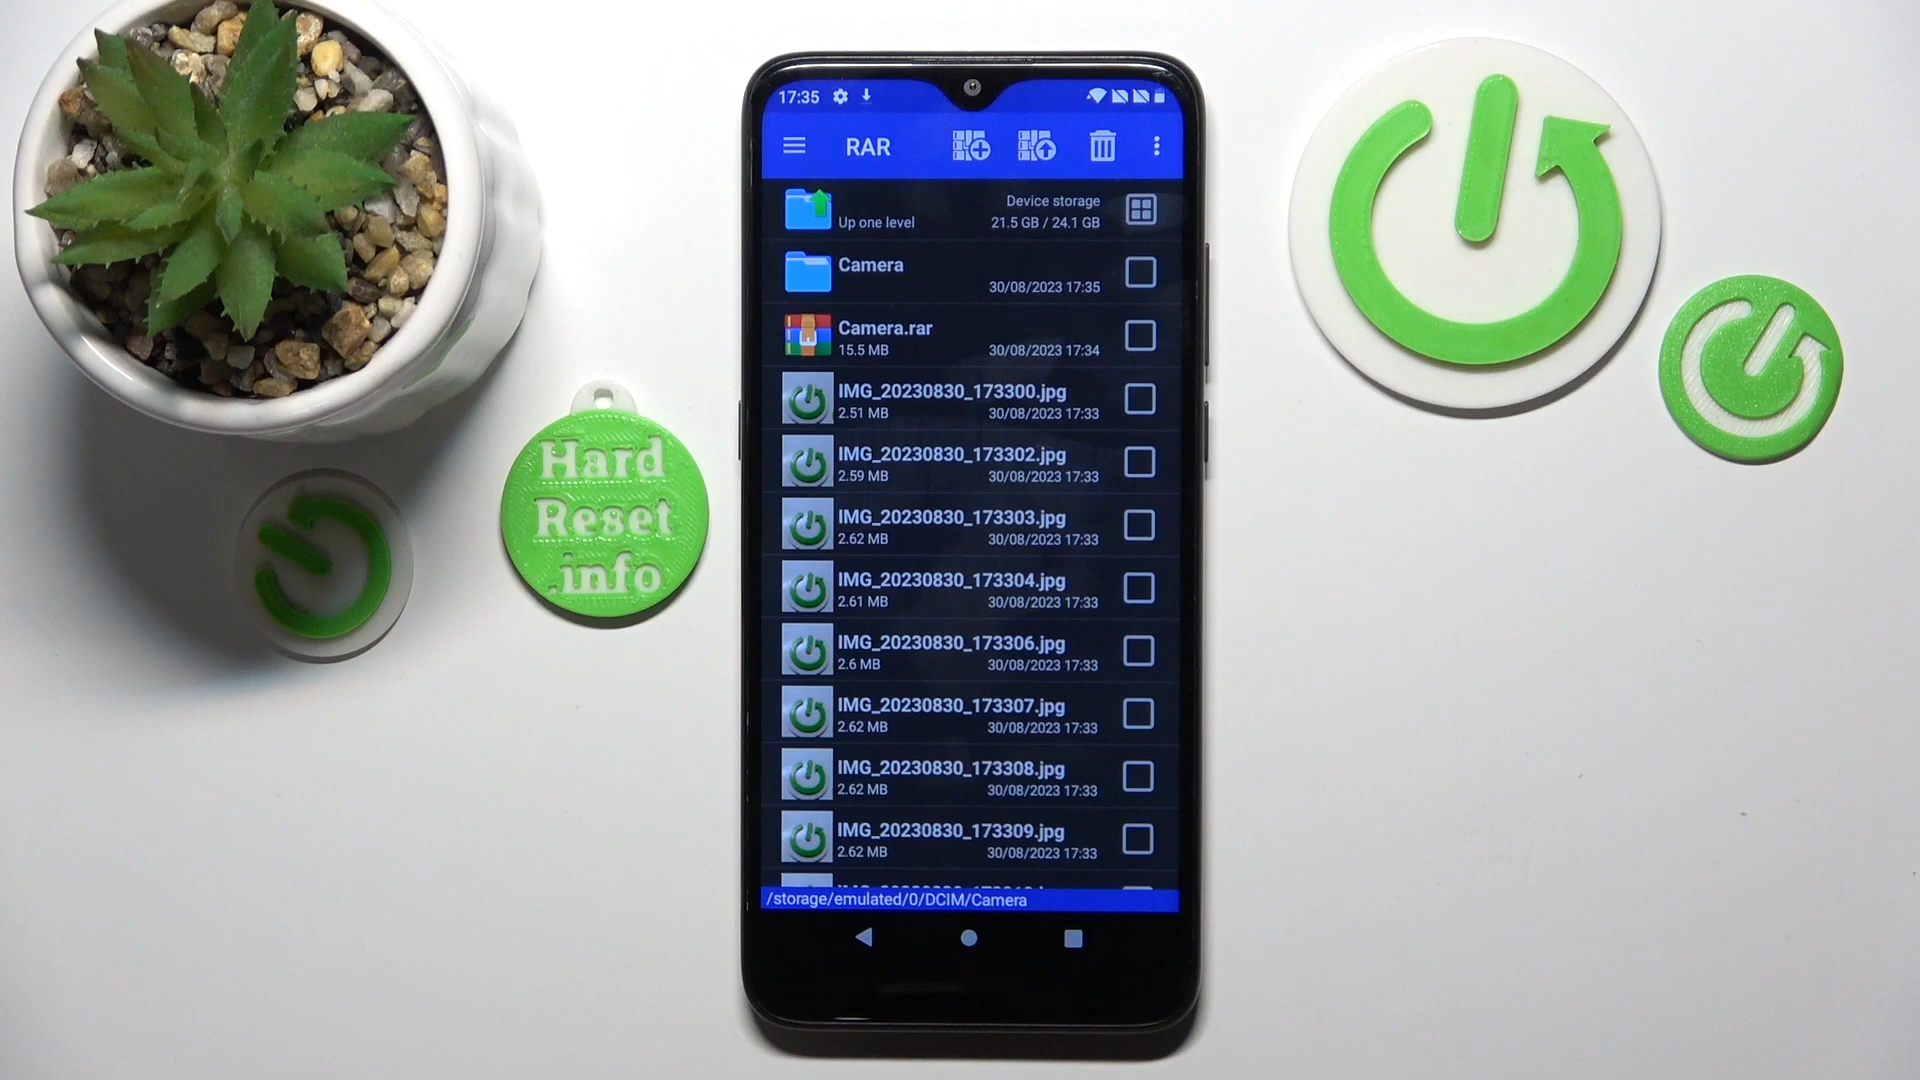 17:35
RAR
Device storage
Up one level
21.5 GB / 24.1 GB
Camera
30/08/2023 17:35
Camera.rar
15.5 MB
30/08/2023 17:34
IMG_20230830_173300.jpg
2.51 MB
30/08/2023 17:33
IMG_20230830_173302.jpg
2.59 MB
30/08/2023 17:33
IMG_20230830_173303.jpg
2.62 MB
30/08/2023 17:33
IMG_20230830_173304.jpg
2.61 MB
30/08/2023 17:33
IMG_20230830_173306.jpg
2.6 MB
30/08/2023 17:33
IMG_20230830_173307.jpg
2.62 MB
30/08/2023 17:33
IMG_20230830_173308.jpg
2.62 MB
30/08/2023 17:33
IMG_20230830_173309.jpg
2.62 MB
30/08/2023 17:33
/storage/emulated/0/DCIM/Camera
Hard
Reset
.info